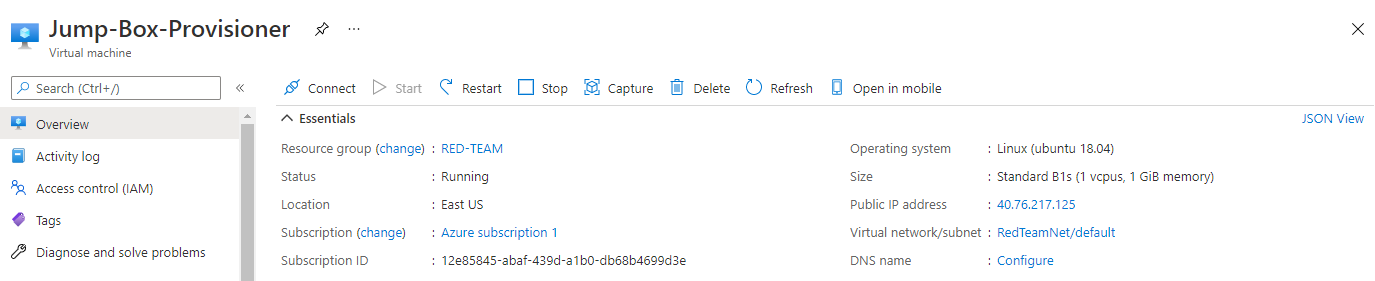 Jump-Box-Provisioner
Virtual machine
Search (Ctrl+/)
Overview
Activity log
Access control (IAM)
Tags
Diagnose and solve problems
Connect Start Restart Stop Capture Delete Refresh Open in mobile
Essentials JSON View
Resource group (change) : RED-TEAM
Status : Running
Location : East US
Subscription (change) : Azure subscription 1
Subscription ID : 12e85845-abaf-439d-a1b0-db68b4699d3e
Operating system : Linux (ubuntu 18.04)
Size : Standard B1s (1 vcpus, 1 GiB memory)
Public IP address : 40.76.217.125
Virtual network/subnet : RedTeamNet/default
DNS name : Configure